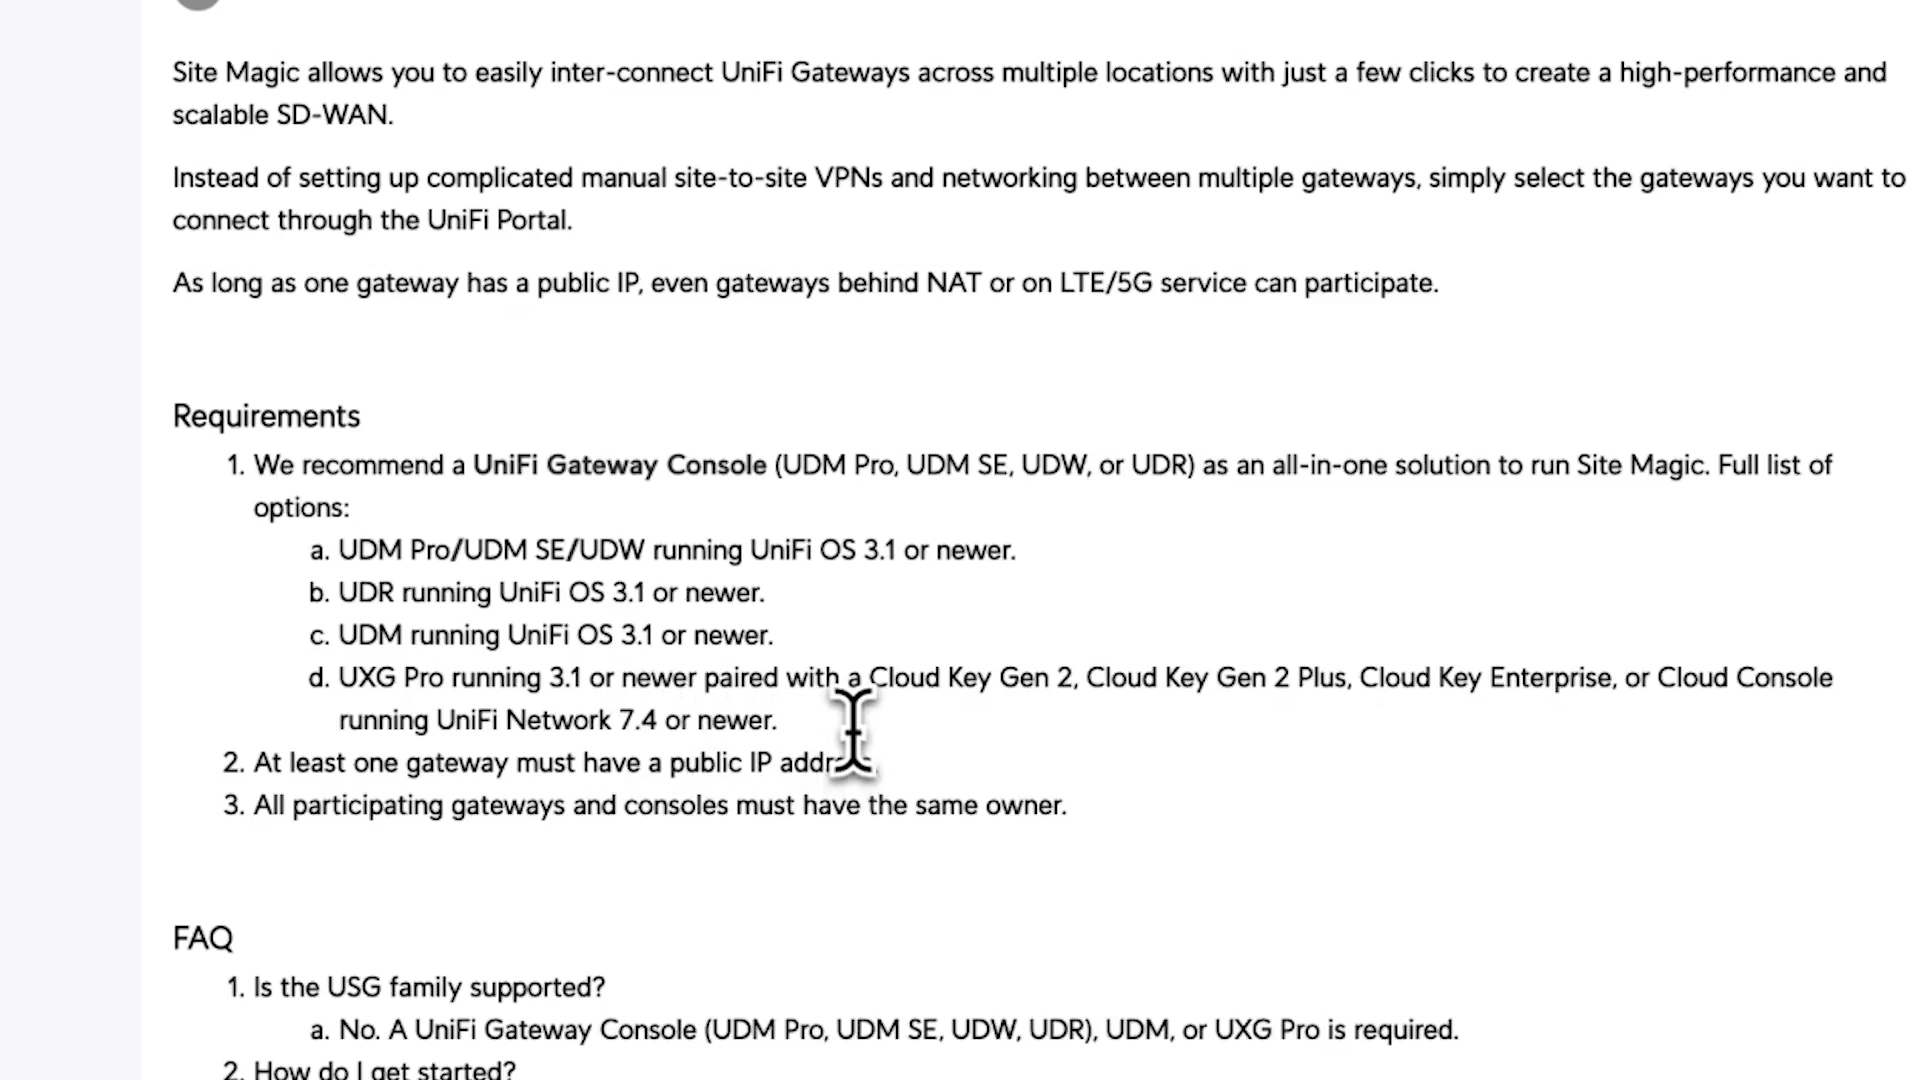 Site Magic allows you to easily inter-connect UniFi Gateways across multiple locations with just a few clicks to create a high-performance and
scalable SD-WAN.
Instead of setting up complicated manual site-to-site VPNs and networking between multiple gateways, simply select the gateways you want to
connect through the UniFi Portal.
As long as one gateway has a public IP, even gateways behind NAT or on LTE/5G service can participate.
Requirements
1. We recommend a UniFi Gateway Console (UDM Pro, UDM SE, UDW, or UDR) as an all-in-one solution to run Site Magic. Full list of
options:
a. UDM Pro/UDM SE/UDW running UniFi OS 3.1 or newer.
b. UDR running UniFi OS 3.1 or newer.
c. UDM running UniFi OS 3.1 or newer.
d. UXG Pro running 3.1 or newer paired with a Cloud Key Gen 2, Cloud Key Gen 2 Plus, Cloud Key Enterprise, or Cloud Console
running UniFi Network 7.4 or newer.
2. At least one gateway must have a public IP
3. All participating gateways and consoles must have the same owner.
FAQ
1. Is the USG family supported?
a. No. A UniFi Gateway Console (UDM Pro, UDM SE, UDW, UDR), UDM, or UXG Pro is required.
2. How do I get started?